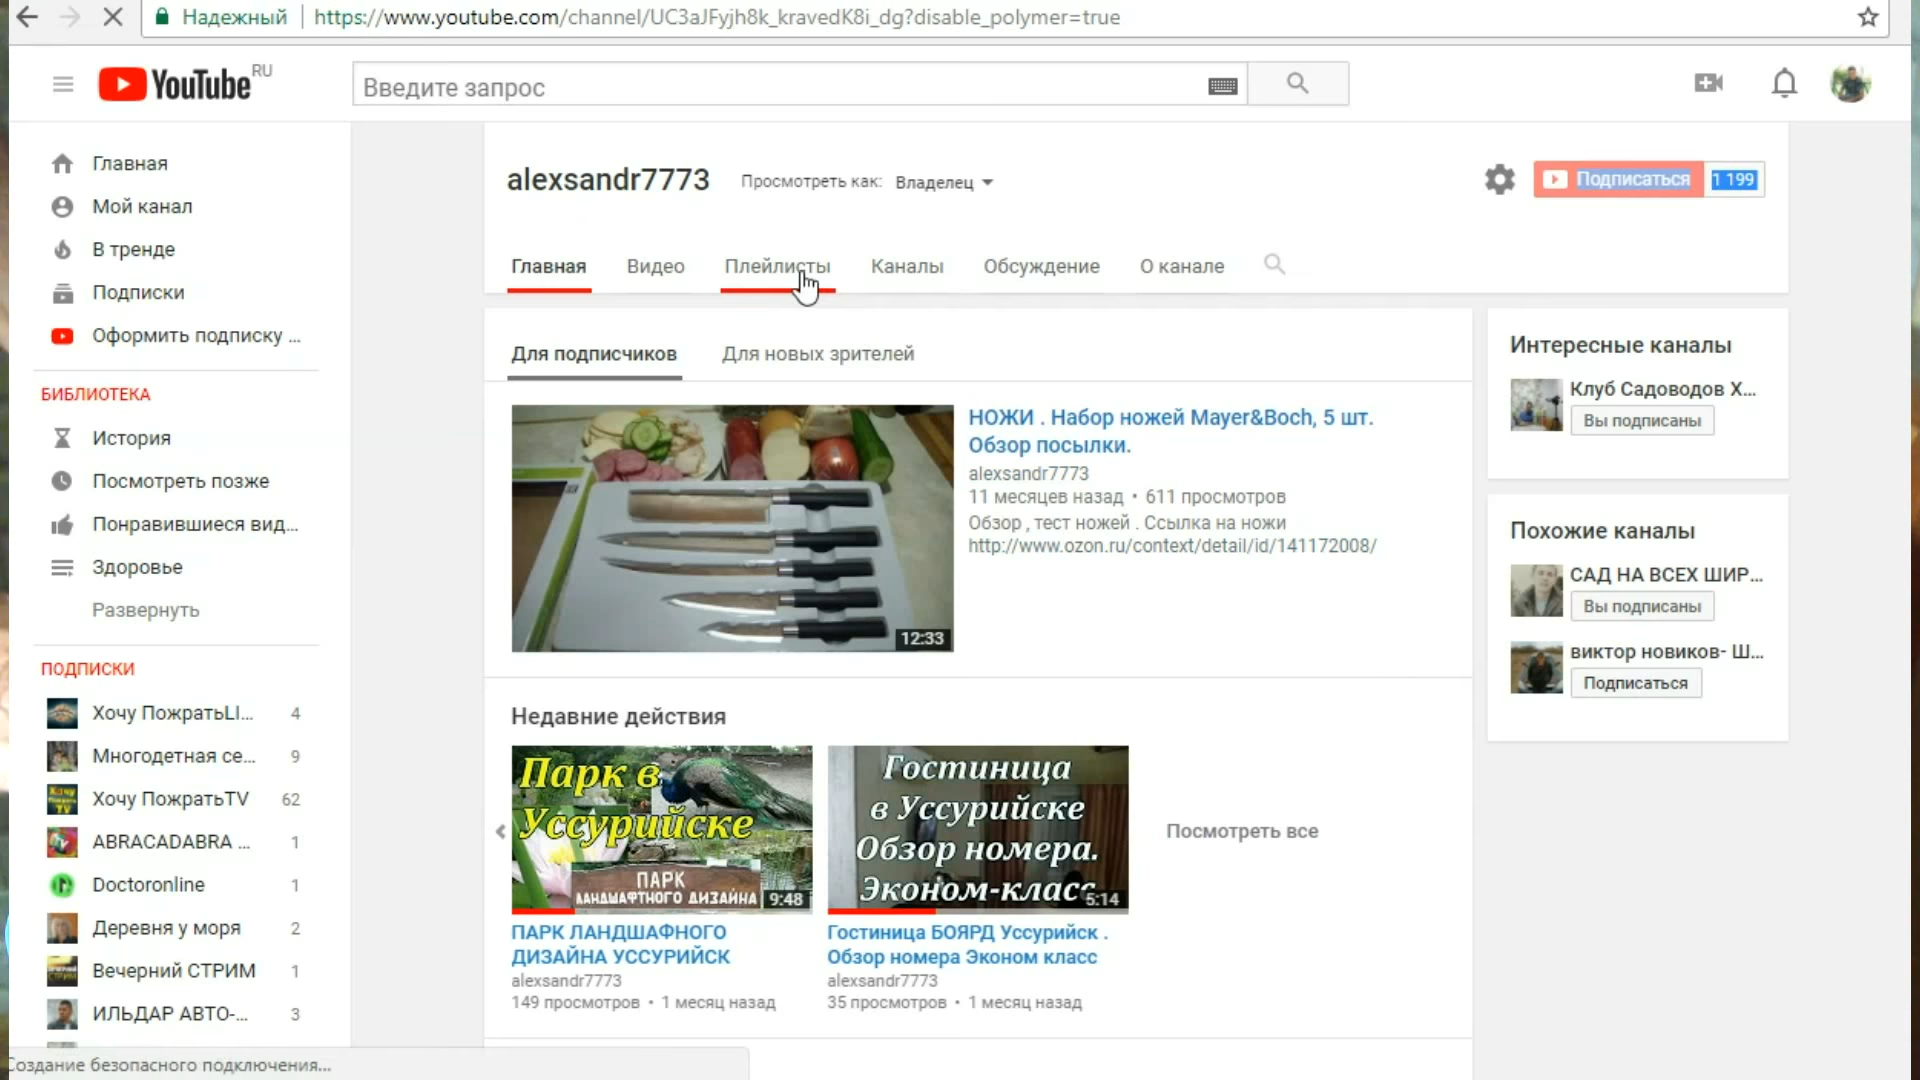 Надежный https://www.youtube.com/channel/UC3aJFyjh8k_kravedK8i_dg?disable_polymer=true
YouTube RU
Введите запрос
Главная
Мой канал
В тренде
Подписки
Оформить подписку ...
БИБЛИОТЕКА
История
Посмотреть позже
Понравившиеся вид...
Здоровье
Развернуть
ПОДПИСКИ
Хочу ПожратьLI... 4
Многодетная се... 9
Хочу ПожратьTV 62
ABRACADABRA ... 1
Doctoronline 1
Деревня у моря 2
Вечерний СТРИМ 1
ИЛЬДАР АВТО-... 3
Создание безопасного подключения...
alexsandr7773 Просмотреть как: Владелец
Подписаться 1 199
Главная Видео Плейлисты Каналы Обсуждение О канале
Для подписчиков Для новых зрителей
12:33
НОЖИ . Набор ножей Mayer&Boch, 5 шт.
Обзор посылки.
alexsandr7773
11 месяцев назад • 611 просмотров
Обзор , тест ножей . Ссылка на ножи
http://www.ozon.ru/context/detail/id/141172008/
Недавние действия
Парк в
Уссурийске
ПАРК
ЛАНДШАФТНОГО ДИЗАЙНА
9:48
ПАРК ЛАНДШАФНОГО
ДИЗАЙНА УССУРИЙСК
alexsandr7773
149 просмотров • 1 месяц назад
Гостиница
в Уссурийске
Обзор номера.
Эконом-класс
5:14
Гостиница БОЯРД Уссурийск .
Обзор номера Эконом класс
alexsandr7773
35 просмотров • 1 месяц назад
Посмотреть все
Интересные каналы
Клуб Садоводов Х...
Вы подписаны
Похожие каналы
САД НА ВСЕХ ШИР...
Вы подписаны
виктор новиков- Ш...
Подписаться